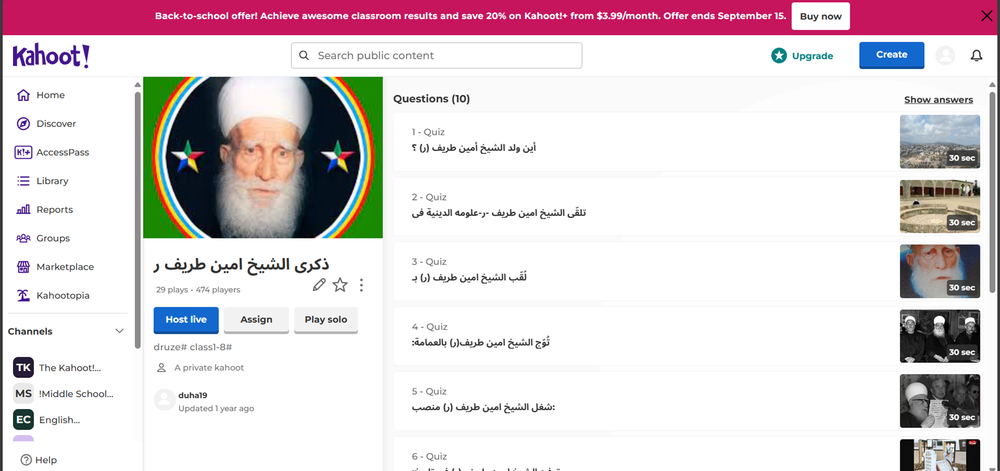 Back-to-school offer! Achieve awesome classroom results and save 20% on Kahoot!+ from $3.99/month. Offer ends September 15.
Buy now
Kahoot!
Search public content
Upgrade
Create
Home
Discover
K!+ AccessPass
Library
Reports
Groups
Marketplace
Kahootopia
Channels
TK The Kahoot!...
MS !Middle School...
EC English...
Help
ذكرى الشيخ امين طريف ر
29 plays • 474 players
Host live
Assign
Play solo
druze# class1-8#
A private kahoot
duha19
Updated 1 year ago
Questions (10)
Show answers
1 - Quiz
أين ولد الشيخ أمين طريف (ر) ؟
30 sec
2 - Quiz
تلقّى الشيخ امين طريف -ر-علومه الدينية في
30 sec
3 - Quiz
لُقّب الشيخ امين طريف (ر) بـ
30 sec
4 - Quiz
تُوّج الشيخ امين طريف(ر) بالعمامة:
30 sec
5 - Quiz
شغل الشيخ امين طريف (ر) منصب:
30 sec
6 - Quiz
30 sec